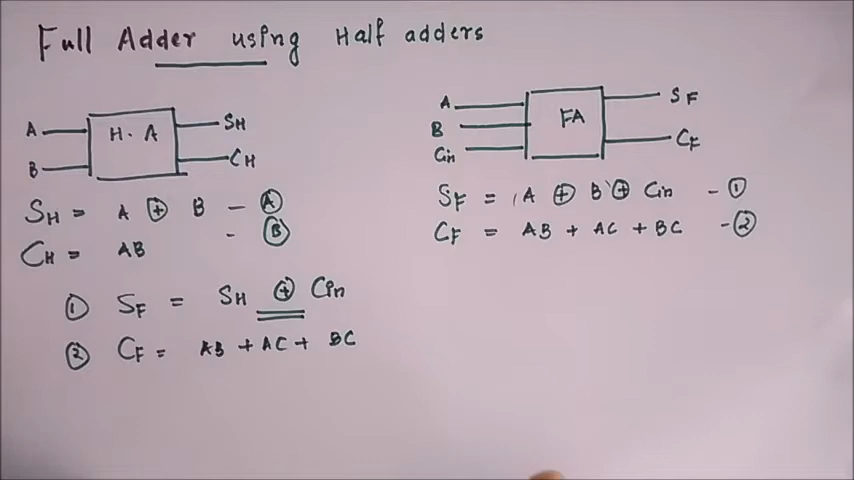 Full Adder using Half adders
A
B
H. A
SH
CH
SH = A ⊕ B - Ⓐ
CH = AB - Ⓑ
① SF = SH ⊕ Cin
② CF = AB + AC + BC
A
B
Cin
FA
SF
CF
SF = A ⊕ B ⊕ Cin - ①
CF = AB + AC + BC - ②